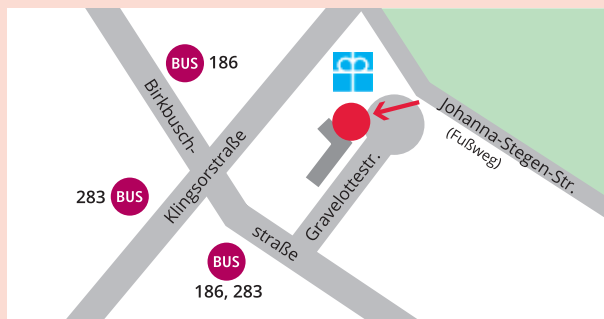 BUS 186
Birkbusch-
Klingsorstraße
283 BUS
BUS
186, 283
straße
Gravelottestr.
Johanna-Stegen-Str.
(Fußweg)